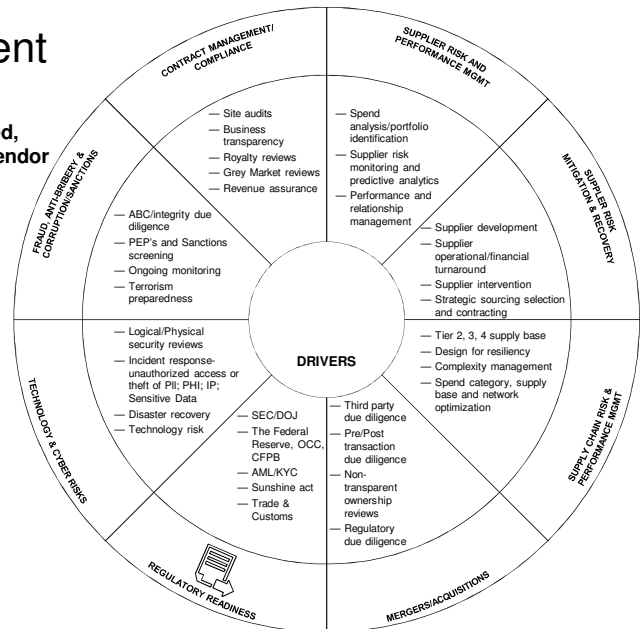 ent
ed,
endor
CONTRACT MANAGEMENT/
COMPLIANCE
— Site audits
— Business
transparency
— Royalty reviews
— Grey Market reviews
— Revenue assurance
SUPPLIER RISK AND
PERFORMANCE MGMT
— Spend
analysis/portfolio
identification
— Supplier risk
monitoring and
predictive analytics
— Performance and
relationship
management
SUPPLER RISK
MITIGATION & RECOVERY
— Supplier development
— Supplier
operational/financial
turnaround
— Supplier intervention
— Strategic sourcing selection
and contracting
SUPPLY CHAIN RISK &
PERFORMANCE MGMT
— Tier 2, 3, 4 supply base
— Design for resiliency
— Complexity management
— Spend category, supply
base and network
optimization
MERGERS/ACQUISITIONS
— Third party
due diligence
— Pre/Post
transaction
due diligence
— Non-
transparent
ownership
reviews
— Regulatory
due diligence
REGULATORY READINESS
— SEC/DOJ
— The Federal
Reserve, OCC,
CFPB
— AML/KYC
— Sunshine act
— Trade &
Customs
TECHNOLOGY & CYBER RISKS
— Logical/Physical
security reviews
— Incident response-
unauthorized access or
theft of PII; PHI; IP;
Sensitive Data
— Disaster recovery
— Technology risk
FRAUD, ANTI-BRIBERY &
CORRUPTION/SANCTIONS
— ABC/integrity due
diligence
— PEP's and Sanctions
screening
— Ongoing monitoring
— Terrorism
preparedness
DRIVERS